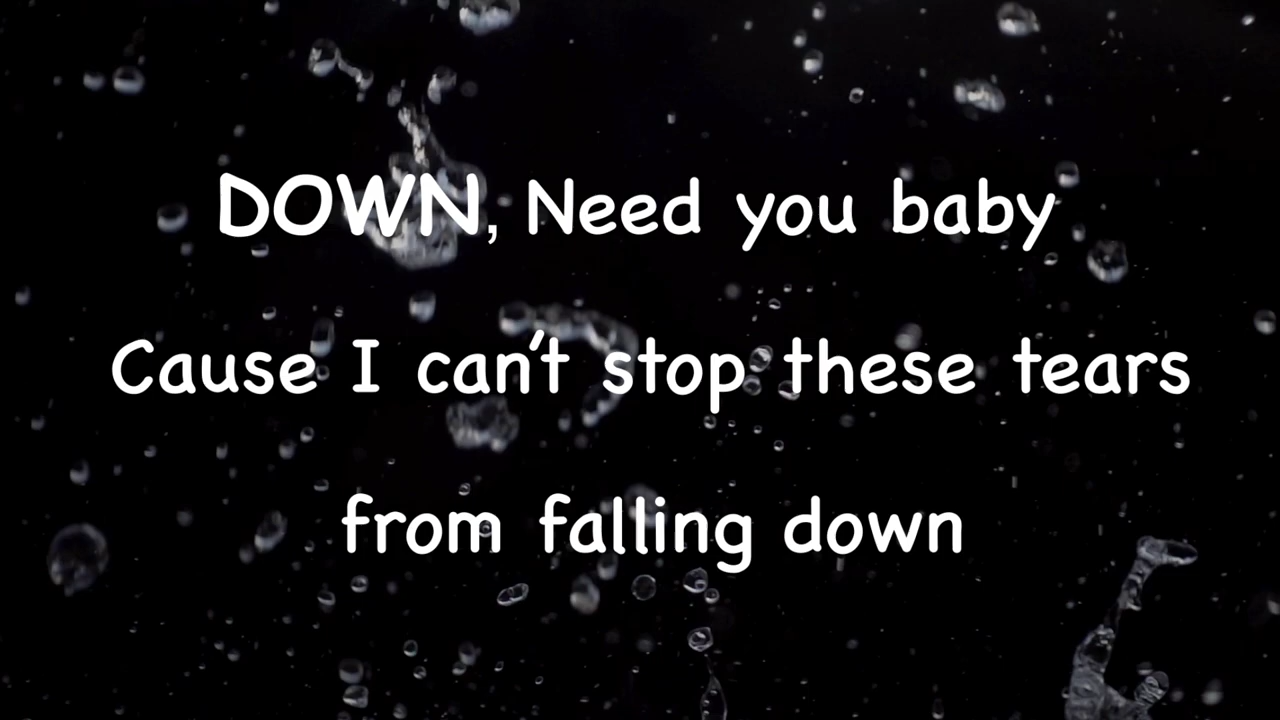 DOWN, Need you baby
Cause I can't stop these tears
from falling down